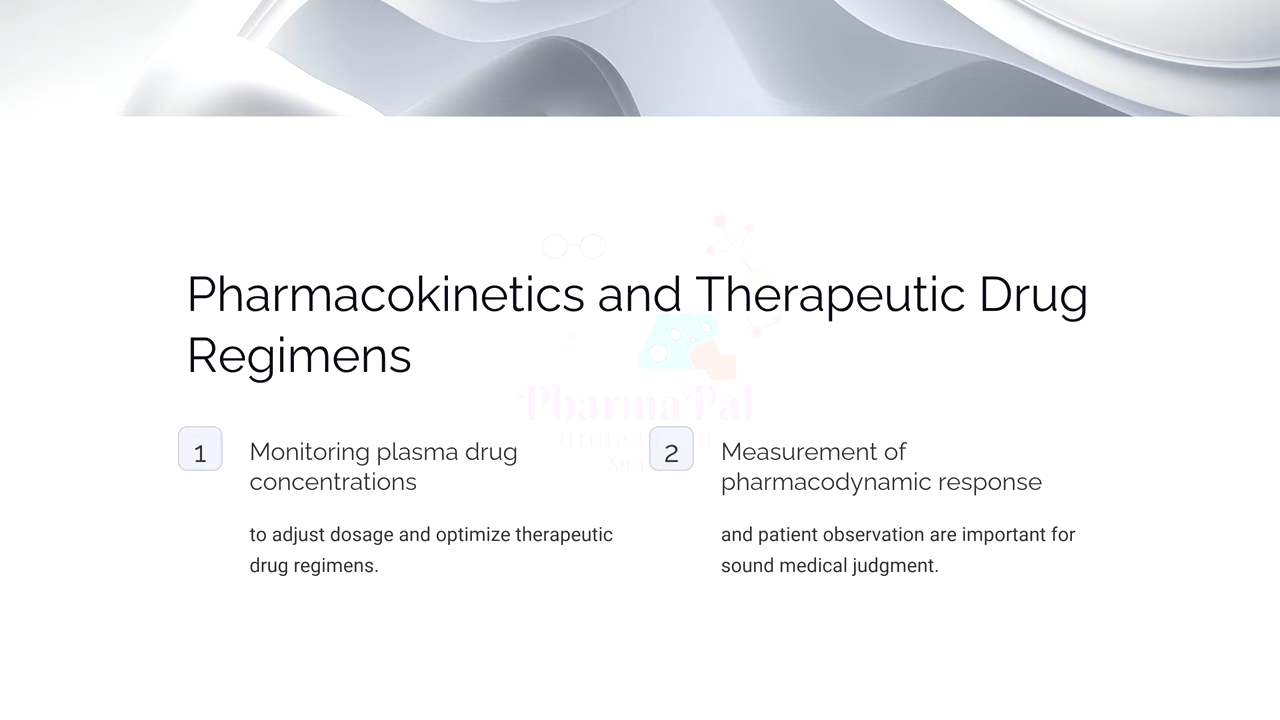 Pharmacokinetics and Therapeutic Drug
Regimens
Pharma Pal
1
Monitoring plasma drug
concentrations
to adjust dosage and optimize therapeutic
drug regimens.
2
Measurement of
pharmacodynamic response
and patient observation are important for
sound medical judgment.